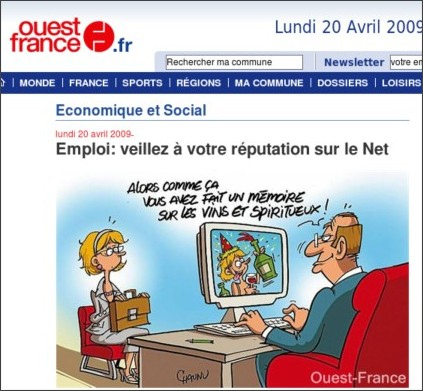 ouest
france .fr
Lundi 20 Avril 2009
Rechercher ma commune
Newsletter votre en
MONDE | FRANCE | SPORTS | RÉGIONS | MA COMMUNE | DOSSIERS | LOISIRS
Economique et Social
lundi 20 avril 2009-
Emploi: veillez à votre réputation sur le Net
ALORS COMME ÇA
VOUS AVEZ FAIT UN MÉMOIRE
SUR LES VINS ET SPIRITUEUX !
CHAUNU
Ouest-France